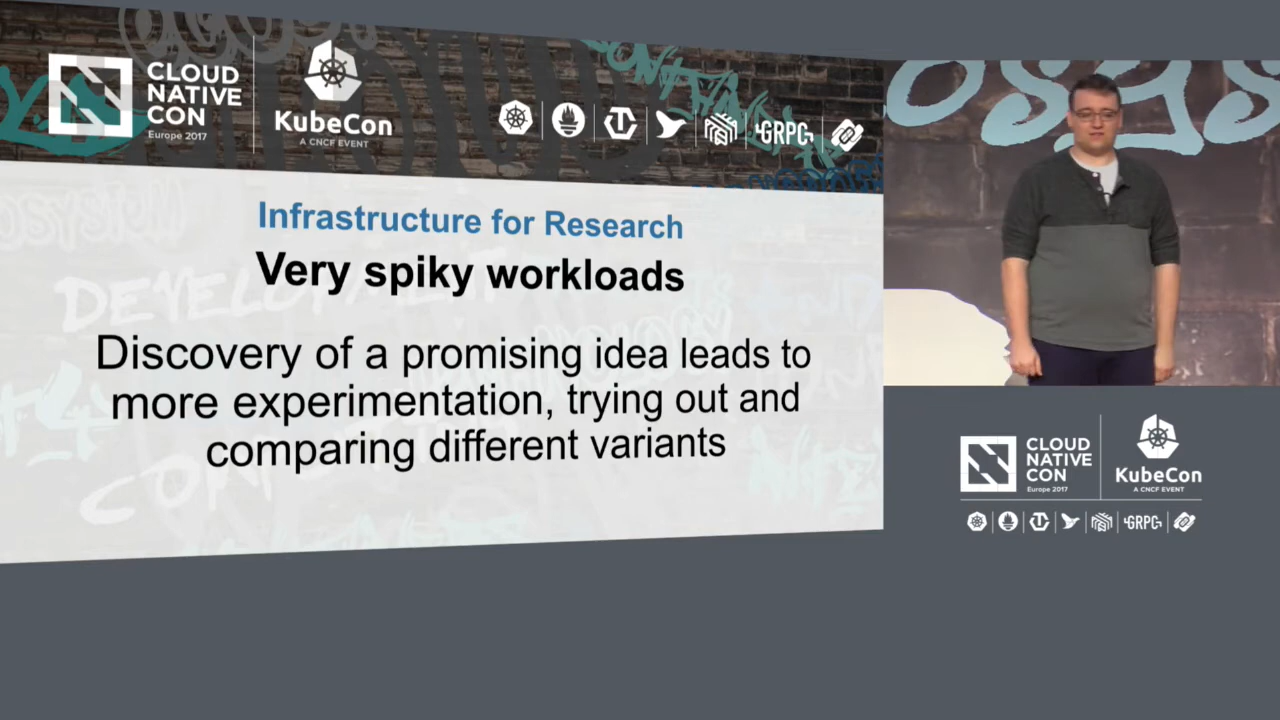 CLOUD
NATIVE
CON
Europe 2017
KubeCon
A CNCF EVENT
GRPC
Infrastructure for Research
Very spiky workloads
Discovery of a promising idea leads to
more experimentation, trying out and
comparing different variants
CLOUD
NATIVE
CON
Europe 2017
KubeCon
A CNCF EVENT
GRPC